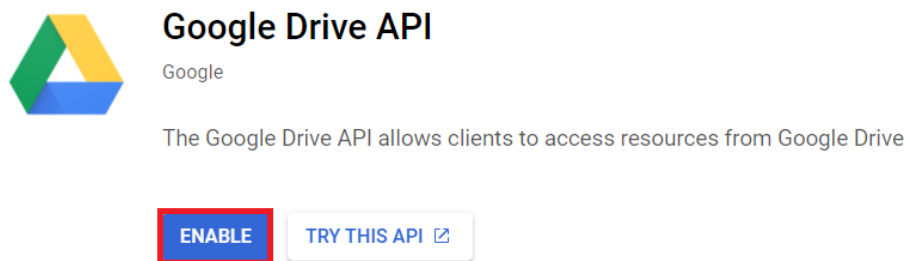 Google Drive API
Google
The Google Drive API allows clients to access resources from Google Drive
ENABLE
TRY THIS API